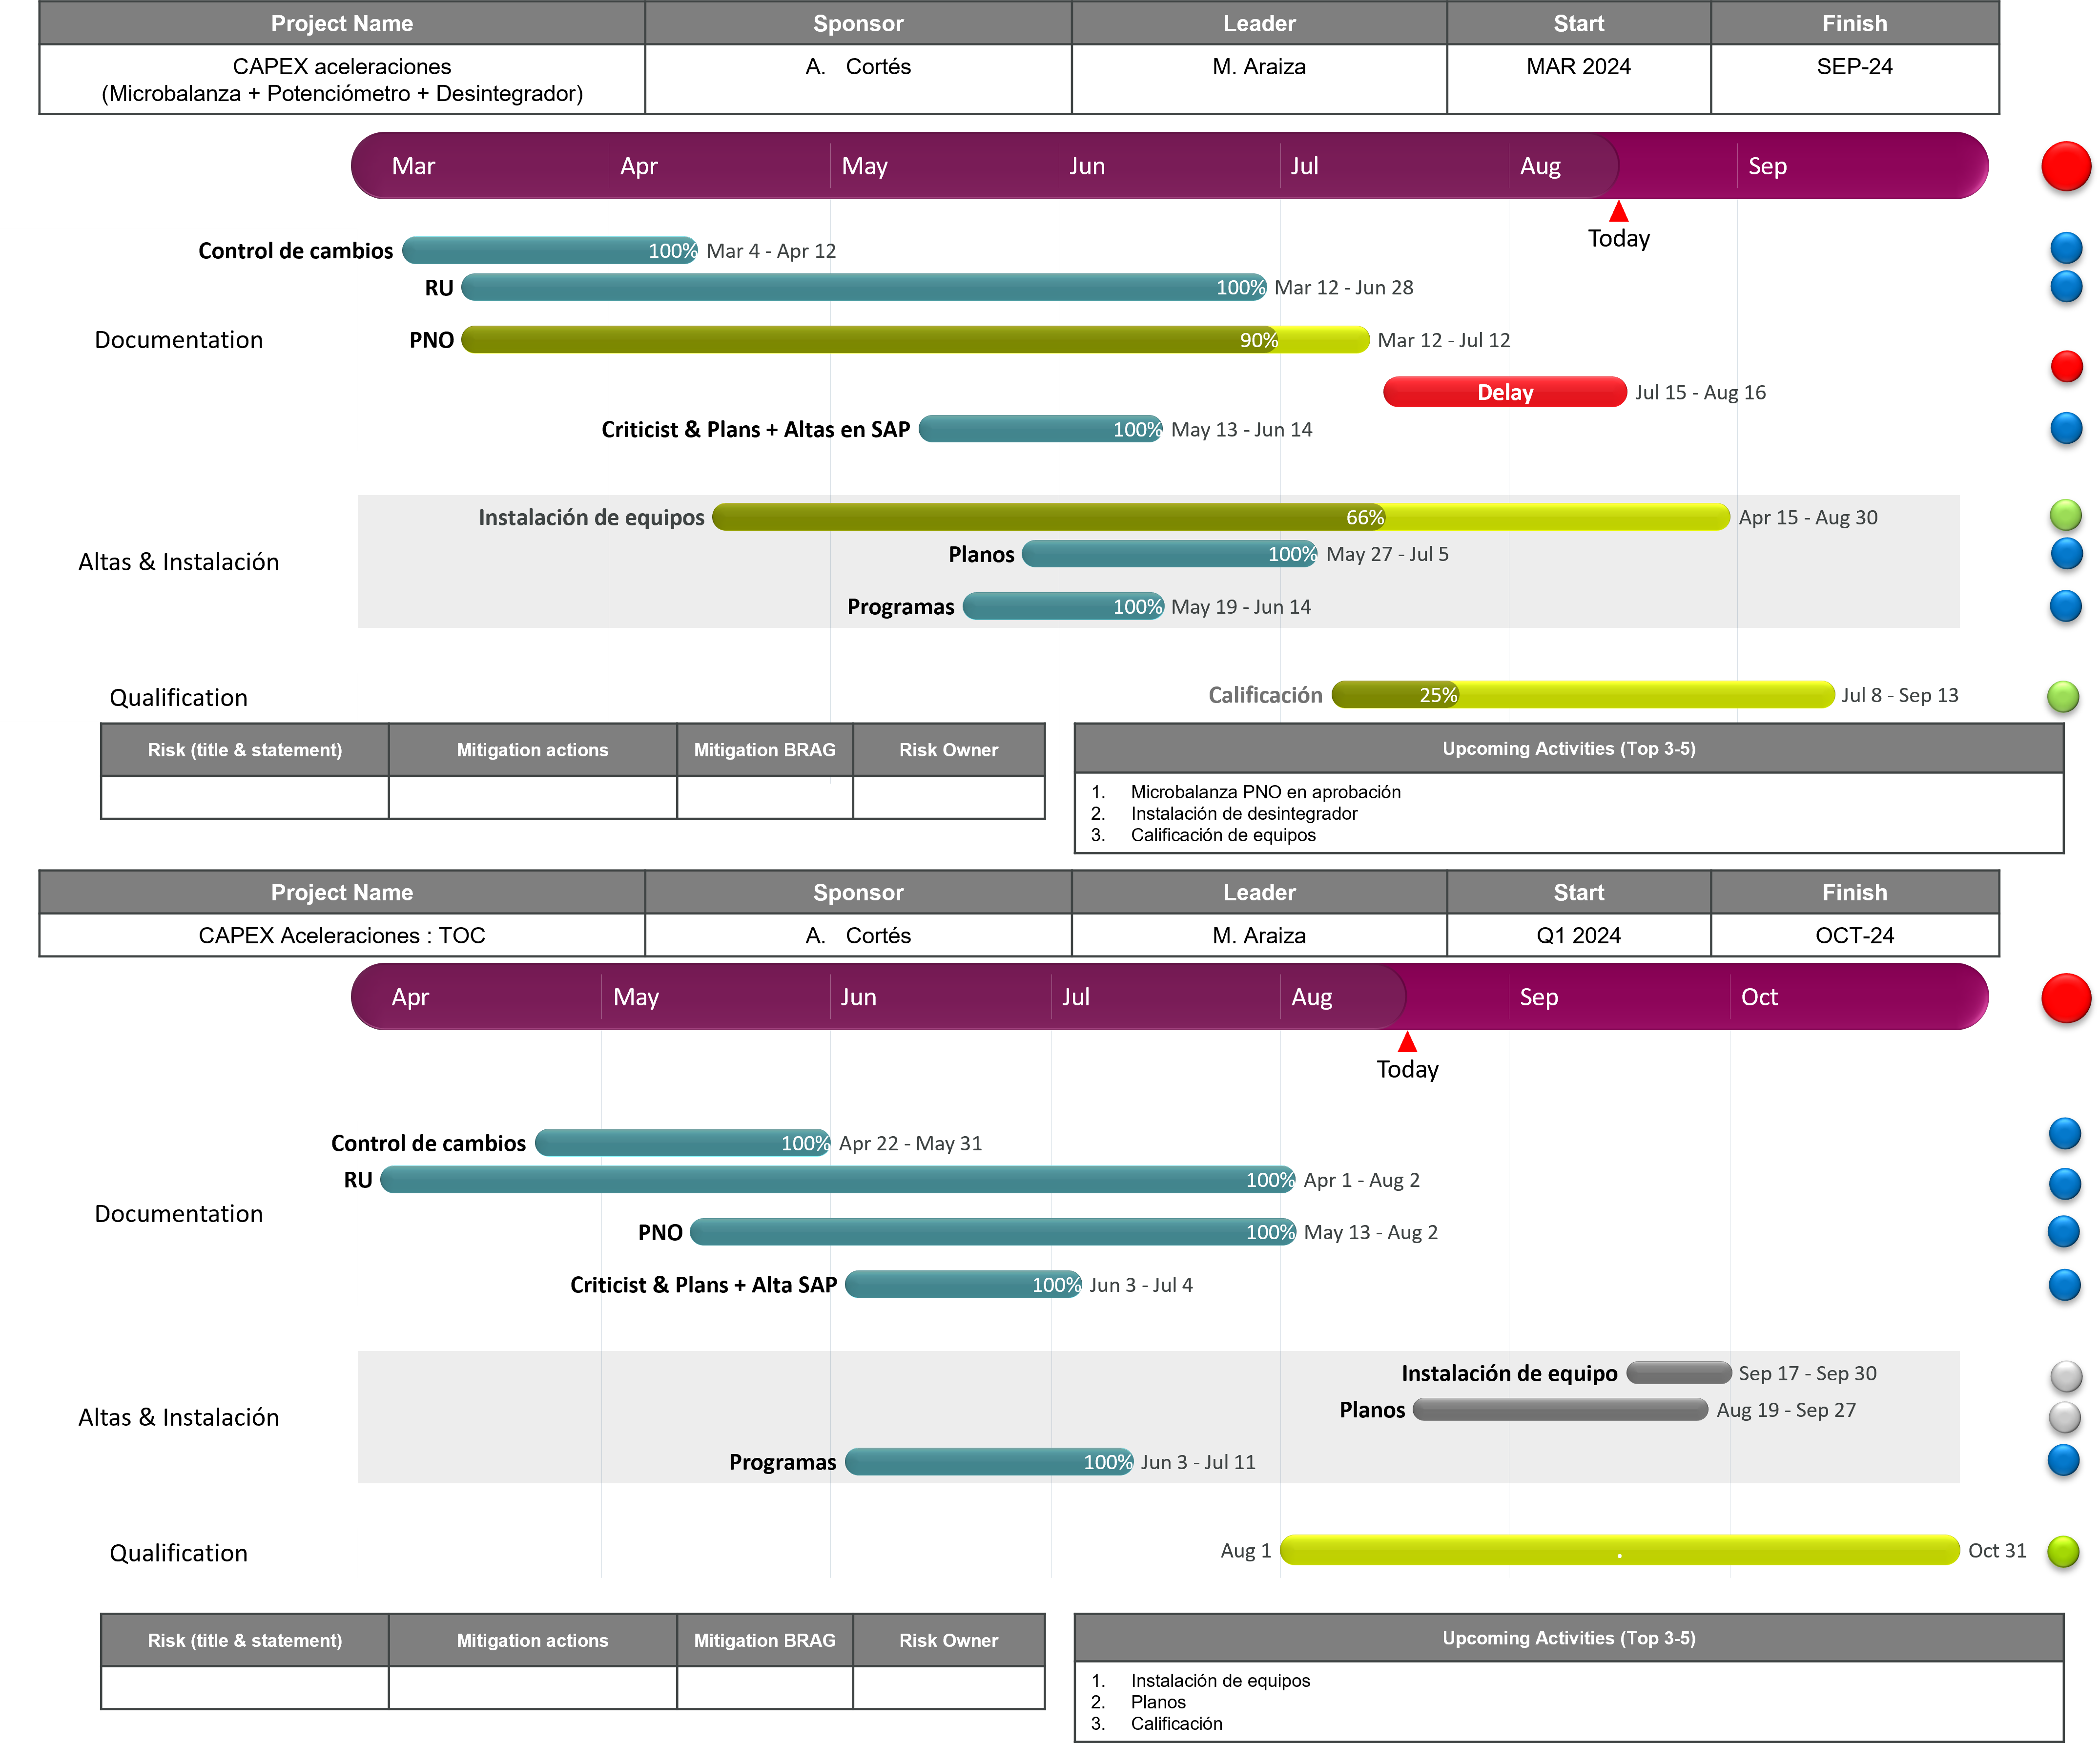 Project Name Sponsor Leader Start Finish
CAPEX aceleraciones A. Cortés M. Araiza MAR 2024 SEP-24
(Microbalanza + Potenciómetro + Desintegrador)
Mar Apr May Jun Jul Aug Sep
Today
Control de cambios 100% Mar 4 - Apr 12
RU 100% Mar 12 - Jun 28
Documentation PNO 90% Mar 12 - Jul 12
Delay Jul 15 - Aug 16
Criticist & Plans + Altas en SAP 100% May 13 - Jun 14
Instalación de equipos 66% Apr 15 - Aug 30
Altas & Instalación Planos 100% May 27 - Jul 5
Programas 100% May 19 - Jun 14
Qualification Calificación 25% Jul 8 - Sep 13
Risk (title & statement) Mitigation actions Mitigation BRAG Risk Owner
Upcoming Activities (Top 3-5)
1. Microbalanza PNO en aprobación
2. Instalación de desintegrador
3. Calificación de equipos
Project Name Sponsor Leader Start Finish
CAPEX Aceleraciones : TOC A. Cortés M. Araiza Q1 2024 OCT-24
Apr May Jun Jul Aug Sep Oct
Today
Control de cambios 100% Apr 22 - May 31
RU 100% Apr 1 - Aug 2
Documentation
PNO 100% May 13 - Aug 2
Criticist & Plans + Alta SAP 100% Jun 3 - Jul 4
Instalación de equipo Sep 17 - Sep 30
Altas & Instalación Planos Aug 19 - Sep 27
Programas 100% Jun 3 - Jul 11
Qualification Aug 1 . Oct 31
Risk (title & statement) Mitigation actions Mitigation BRAG Risk Owner
Upcoming Activities (Top 3-5)
1. Instalación de equipos
2. Planos
3. Calificación